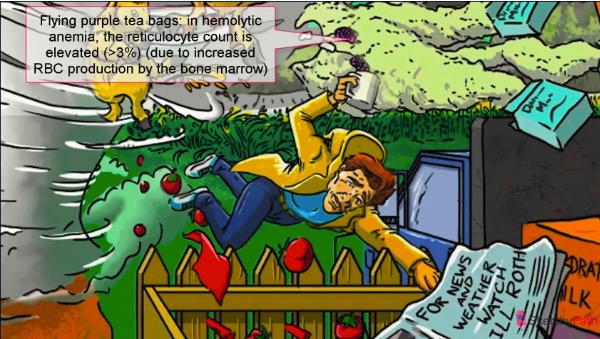 Flying purple tea bags: in hemolytic
anemia, the reticulocyte count is
elevated (>3%) (due to increased
RBC production by the bone marrow)
FOR NEWS
AND
WEATHER
WATCH
ILL ROTH
DRAT
ILK